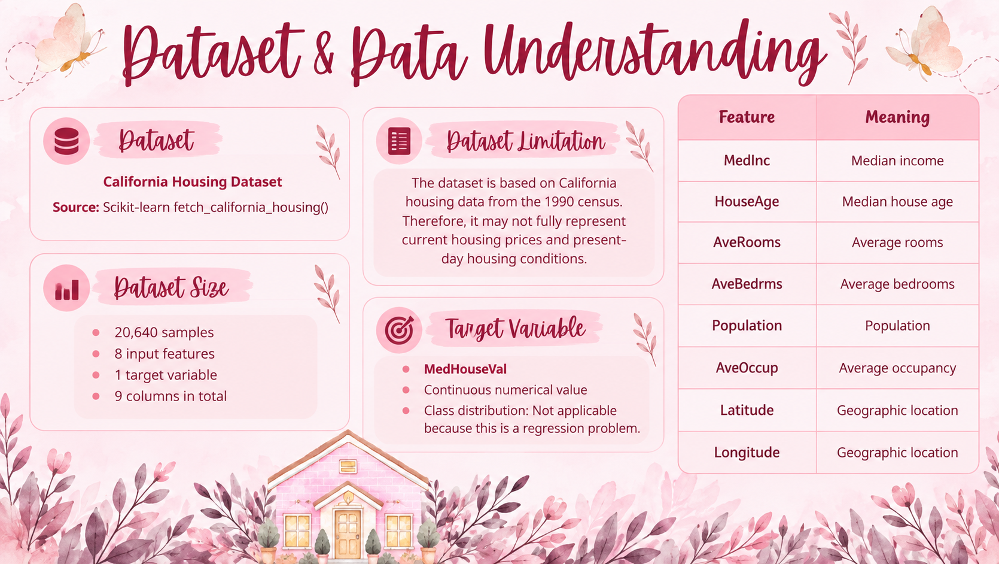 Dataset & Data Understanding
Dataset
California Housing Dataset
Source: Scikit-learn fetch_california_housing()
Dataset Size
20,640 samples
8 input features
1 target variable
9 columns in total
Dataset Limitation
The dataset is based on California
housing data from the 1990 census.
Therefore, it may not fully represent
current housing prices and present-
day housing conditions.
Target Variable
MedHouseVal
Continuous numerical value
Class distribution: Not applicable
because this is a regression problem.
Feature Meaning
MedInc Median income
HouseAge Median house age
AveRooms Average rooms
AveBedrms Average bedrooms
Population Population
AveOccup Average occupancy
Latitude Geographic location
Longitude Geographic location